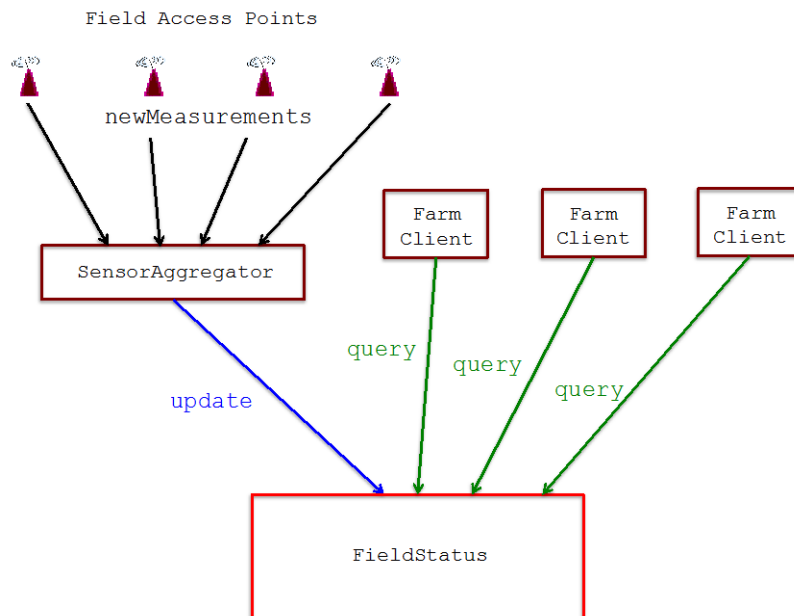 Field Access Points
newMeasurements
Farm
Client
Farm
Client
Farm
Client
SensorAggregator
query
query
query
update
FieldStatus